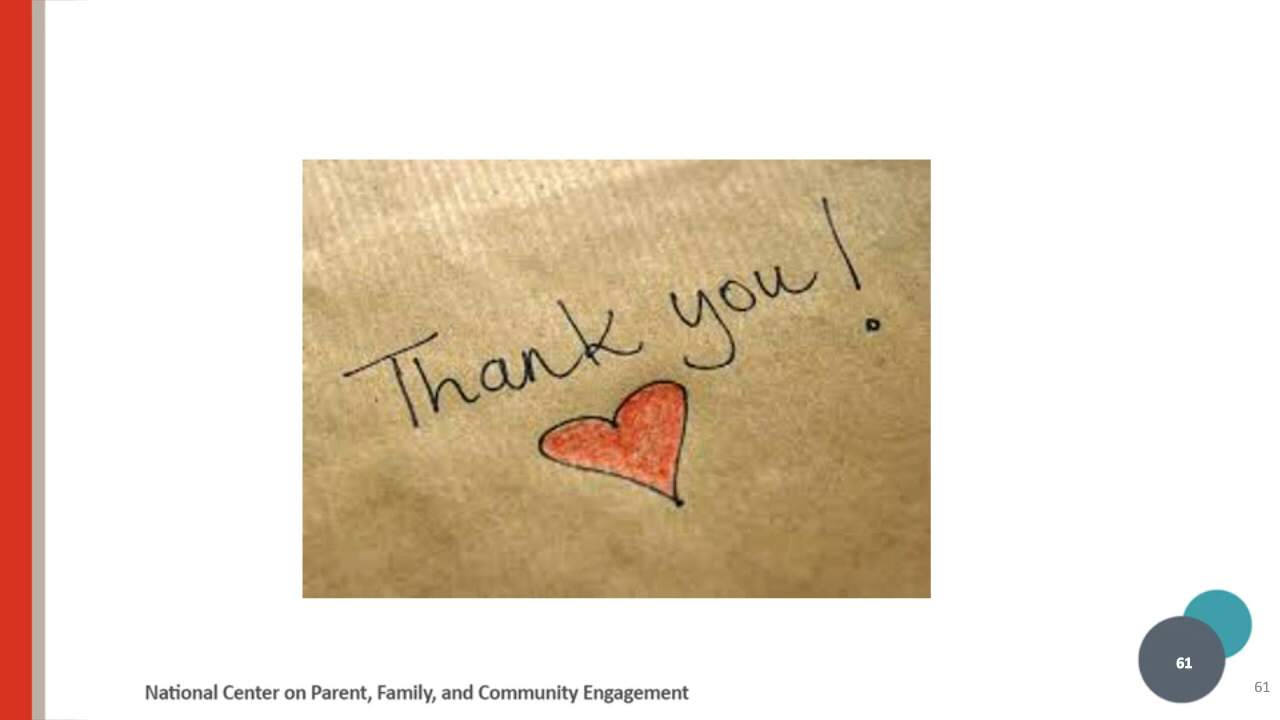 Thank you!
National Center on Parent, Family, and Community Engagement
61
61